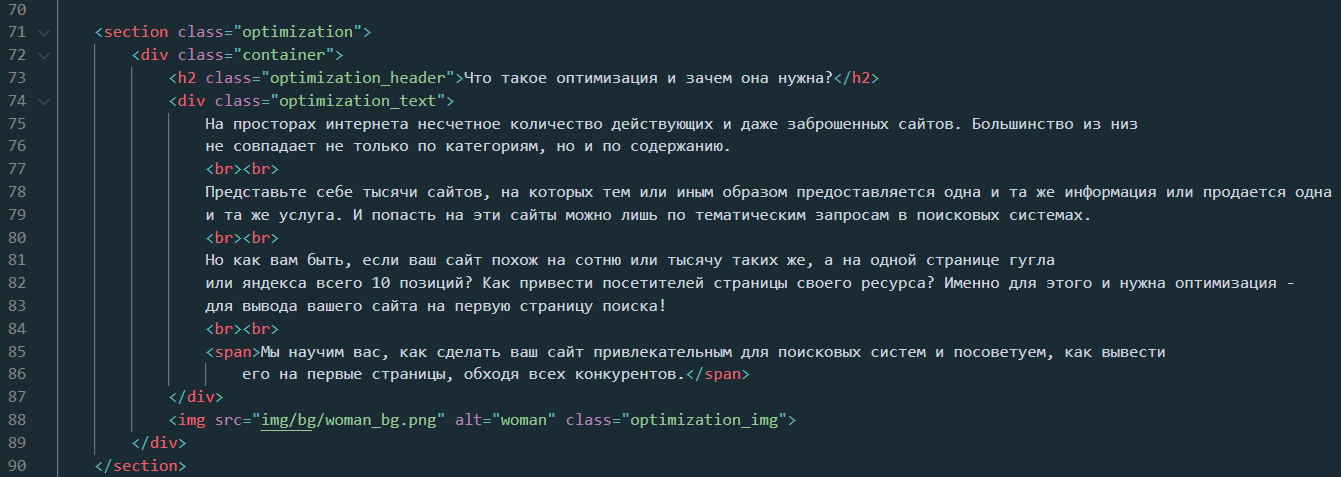 70
71 <section class="optimization">
72 <div class="container">
73 <h2 class="optimization_header">Что такое оптимизация и зачем она нужна?</h2>
74 <div class="optimization_text">
75 На просторах интернета несчетное количество действующих и даже заброшенных сайтов. Большинство из низ
76 не совпадает не только по категориям, но и по содержанию.
77 <br><br>
78 Представьте себе тысячи сайтов, на которых тем или иным образом предоставляется одна и та же информация или продается одна
79 и та же услуга. И попасть на эти сайты можно лишь по тематическим запросам в поисковых системах.
80 <br><br>
81 Но как вам быть, если ваш сайт похож на сотню или тысячу таких же, а на одной странице гугла
82 или яндекса всего 10 позиций? Как привести посетителей страницы своего ресурса? Именно для этого и нужна оптимизация -
83 для вывода вашего сайта на первую страницу поиска!
84 <br><br>
85 <span>Мы научим вас, как сделать ваш сайт привлекательным для поисковых систем и посоветуем, как вывести
86 его на первые страницы, обходя всех конкурентов.</span>
87 </div>
88 <img src="img/bg/woman_bg.png" alt="woman" class="optimization_img">
89 </div>
90 </section>